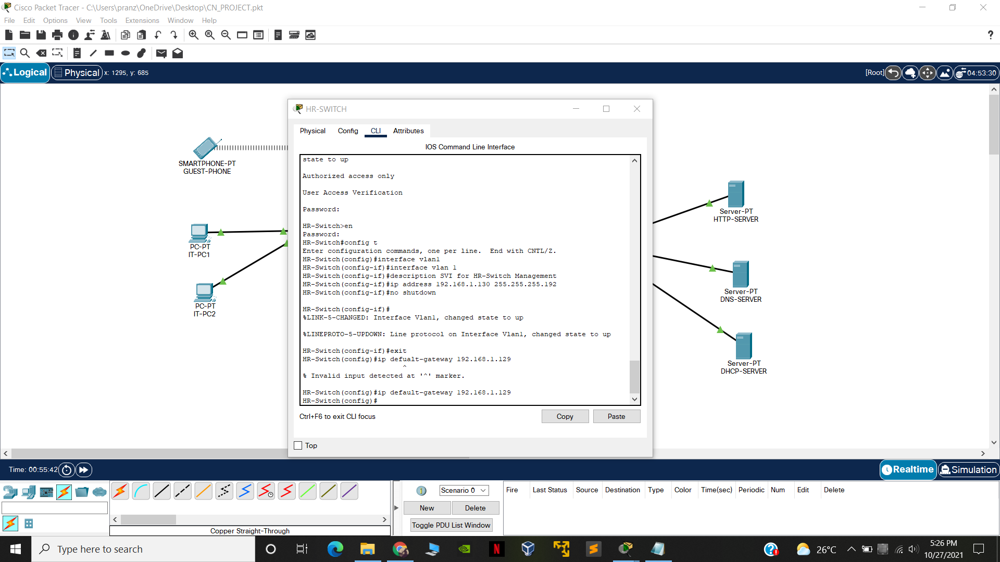 Cisco Packet Tracer - C:\Users\pranz\OneDrive\Desktop\CN_PROJECT.pkt
File Edit Options View Tools Extensions Window Help
Logical Physical x: 1295, y: 685
[Root] 04:53:30
SMARTPHONE-PT
GUEST-PHONE
PC-PT
IT-PC1
PC-PT
IT-PC2
HR-SWITCH
Physical Config CLI Attributes
IOS Command Line Interface
state to up
Authorized access only
User Access Verification
Password:
HR-Switch>en
Password:
HR-Switch#config t
Enter configuration commands, one per line. End with CNTL/Z.
HR-Switch(config)#interface vlan1
HR-Switch(config-if)#interface vlan 1
HR-Switch(config-if)#description SVI for HR-Switch Management
HR-Switch(config-if)#ip address 192.168.1.130 255.255.255.192
HR-Switch(config-if)#no shutdown
HR-Switch(config-if)#
%LINK-5-CHANGED: Interface Vlan1, changed state to up
%LINEPROTO-5-UPDOWN: Line protocol on Interface Vlan1, changed state to up
HR-Switch(config-if)#exit
HR-Switch(config)#ip defualt-gateway 192.168.1.129
^
% Invalid input detected at '^' marker.
HR-Switch(config)#ip default-gateway 192.168.1.129
HR-Switch(config)#
Ctrl+F6 to exit CLI focus
Copy Paste
Top
Server-PT
HTTP-SERVER
Server-PT
DNS-SERVER
Server-PT
DHCP-SERVER
Time: 00:55:42
Realtime Simulation
Scenario 0
New Delete
Toggle PDU List Window
Fire Last Status Source Destination Type Color Time(sec) Periodic Num Edit Delete
Copper Straight-Through
Type here to search
26°C
5:26 PM
10/27/2021